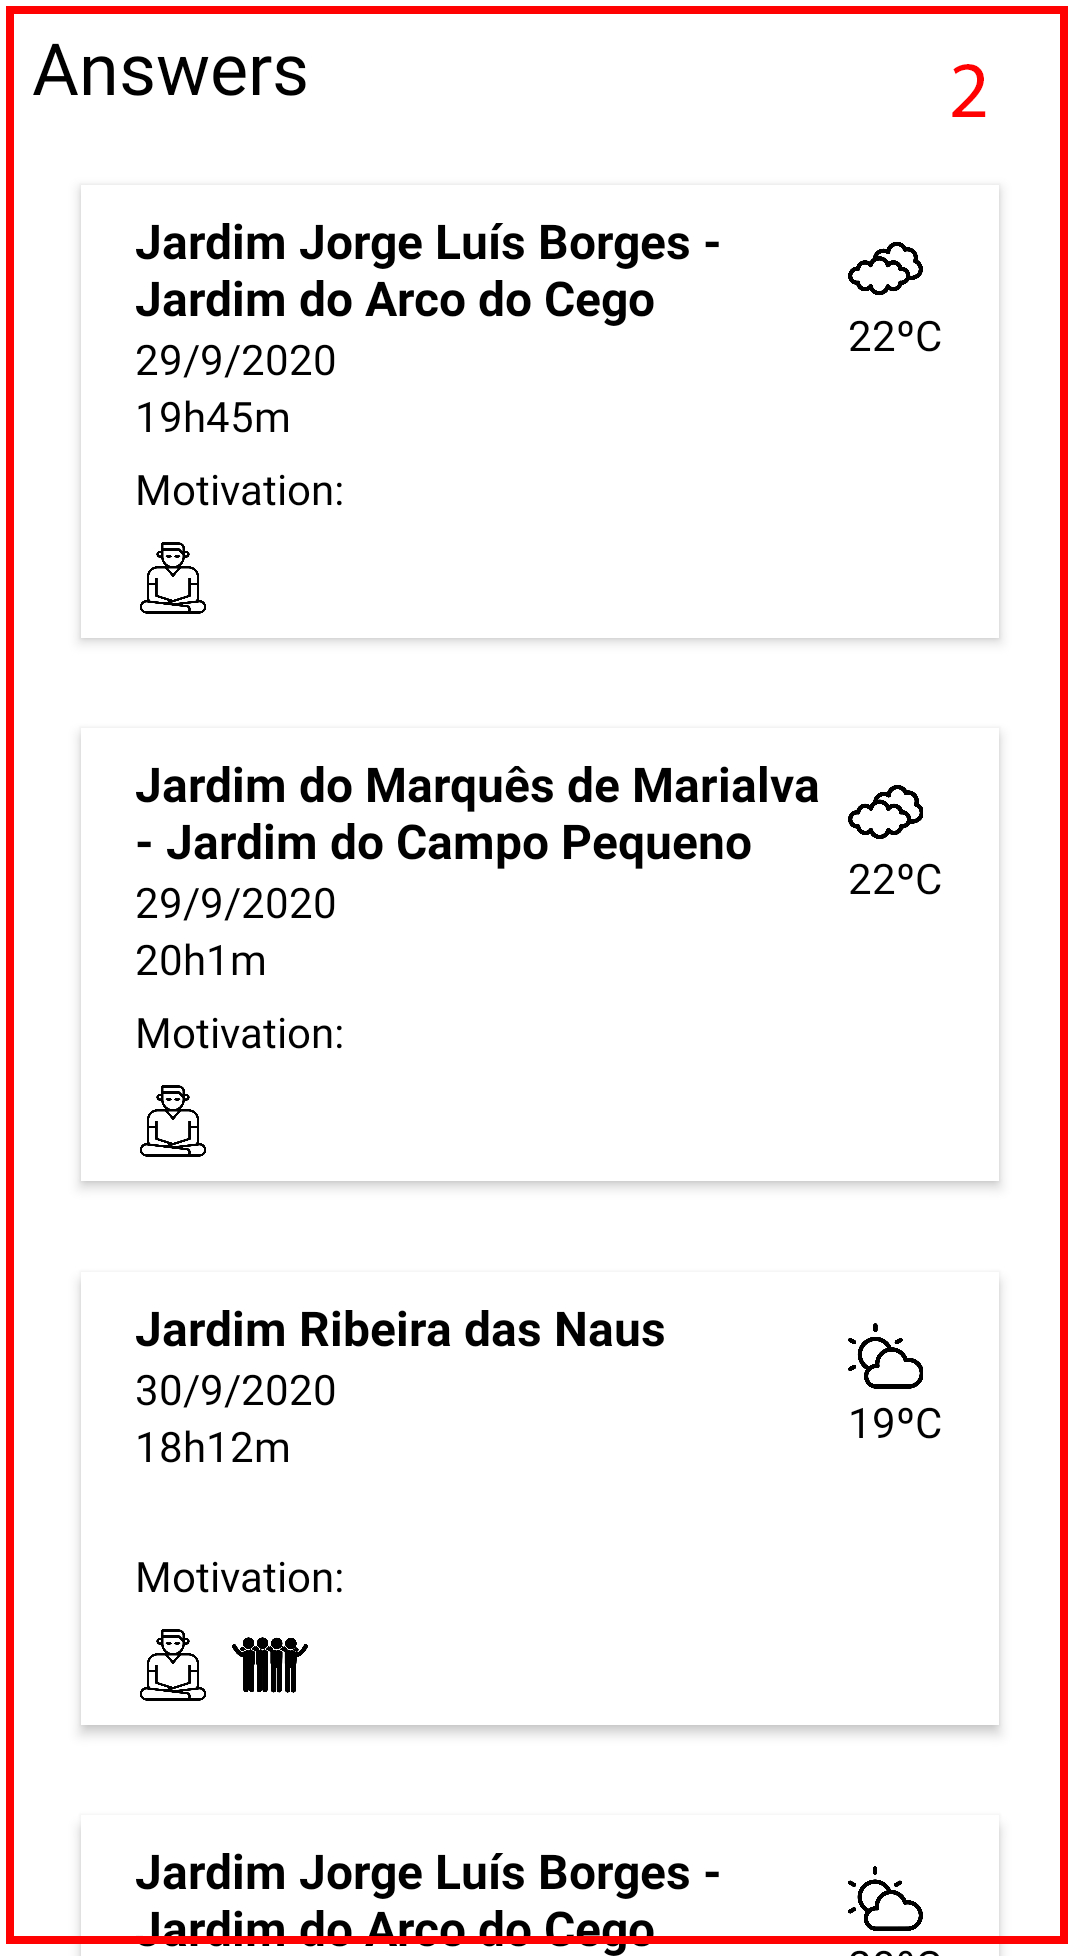 Answers
2
Jardim Jorge Luís Borges -
Jardim do Arco do Cego
22ºC
29/9/2020
19h45m
Motivation:
Jardim do Marquês de Marialva
- Jardim do Campo Pequeno
22ºC
29/9/2020
20h1m
Motivation:
Jardim Ribeira das Naus
30/9/2020
19ºC
18h12m
Motivation:
Jardim Jorge Luís Borges -
Jardim do Arco do Cego